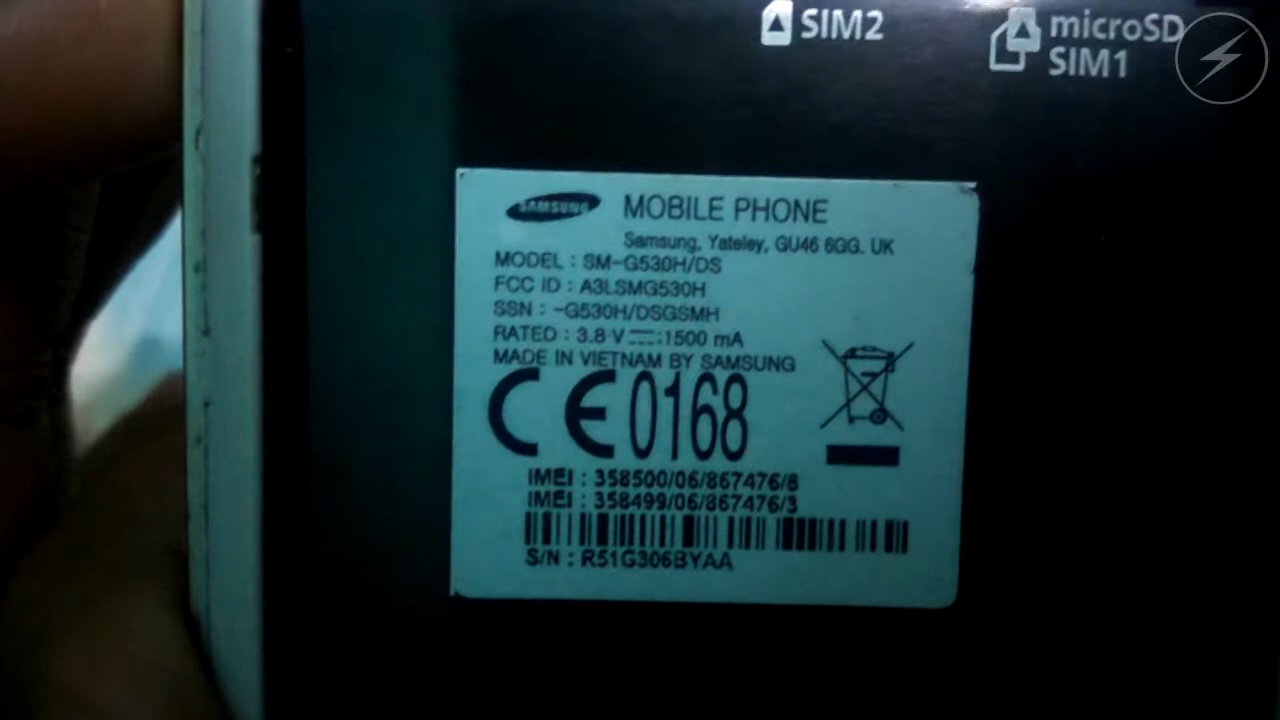 SIM2
microSD
SIM1
SAMSUNG
MOBILE PHONE
Samsung, Yateley, GU46 6GG. UK
MODEL : SM-G530H/DS
FCC ID : A3LSMG530H
SSN : -G530H/DSGSMH
RATED : 3.8 V ⎓:1500 mA
MADE IN VIETNAM BY SAMSUNG
CE0168
IMEI : 358500/06/867476/8
IMEI : 358499/06/867476/3
S/N : R51G306BYAA